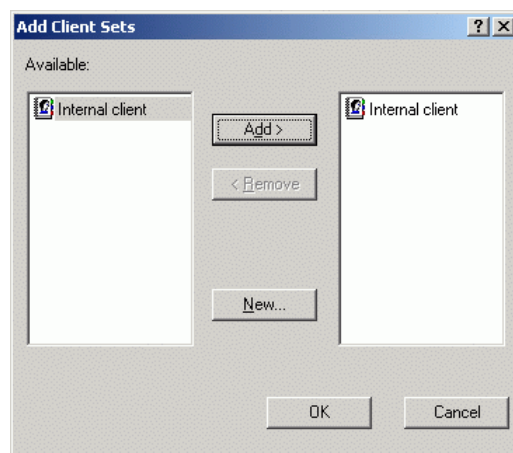 Add Client Sets
Available:
Internal client
Internal client
Add >
< Remove
New...
OK
Cancel